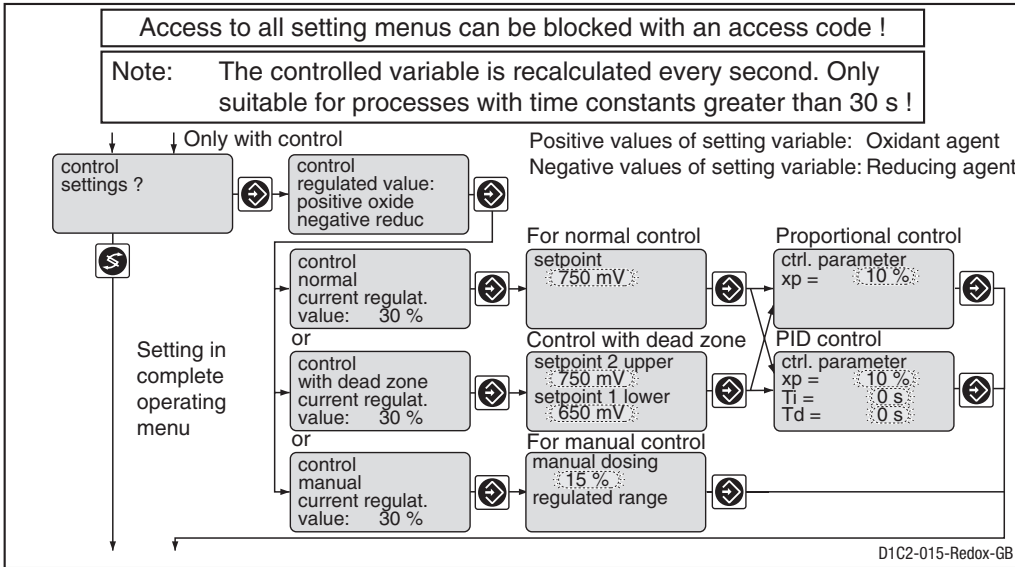 Access to all setting menus can be blocked with an access code !
Note: The controlled variable is recalculated every second. Only
suitable for processes with time constants greater than 30 s !
Only with control
Positive values of setting variable: Oxidant agent
Negative values of setting variable: Reducing agent
control
settings ?
control
regulated value:
positive oxide
negative reduc
For normal control
Proportional control
control
normal
current regulat.
value: 30 %
setpoint
750 mV
ctrl. parameter
xp = 10 %
or
Control with dead zone
PID control
Setting in
complete
operating
menu
control
with dead zone
current regulat.
value: 30 %
setpoint 2 upper
750 mV
setpoint 1 lower
650 mV
ctrl. parameter
xp = 10 %
Ti = 0 s
Td = 0 s
or
For manual control
control
manual
current regulat.
value: 30 %
manual dosing
15 %
regulated range
D1C2-015-Redox-GB